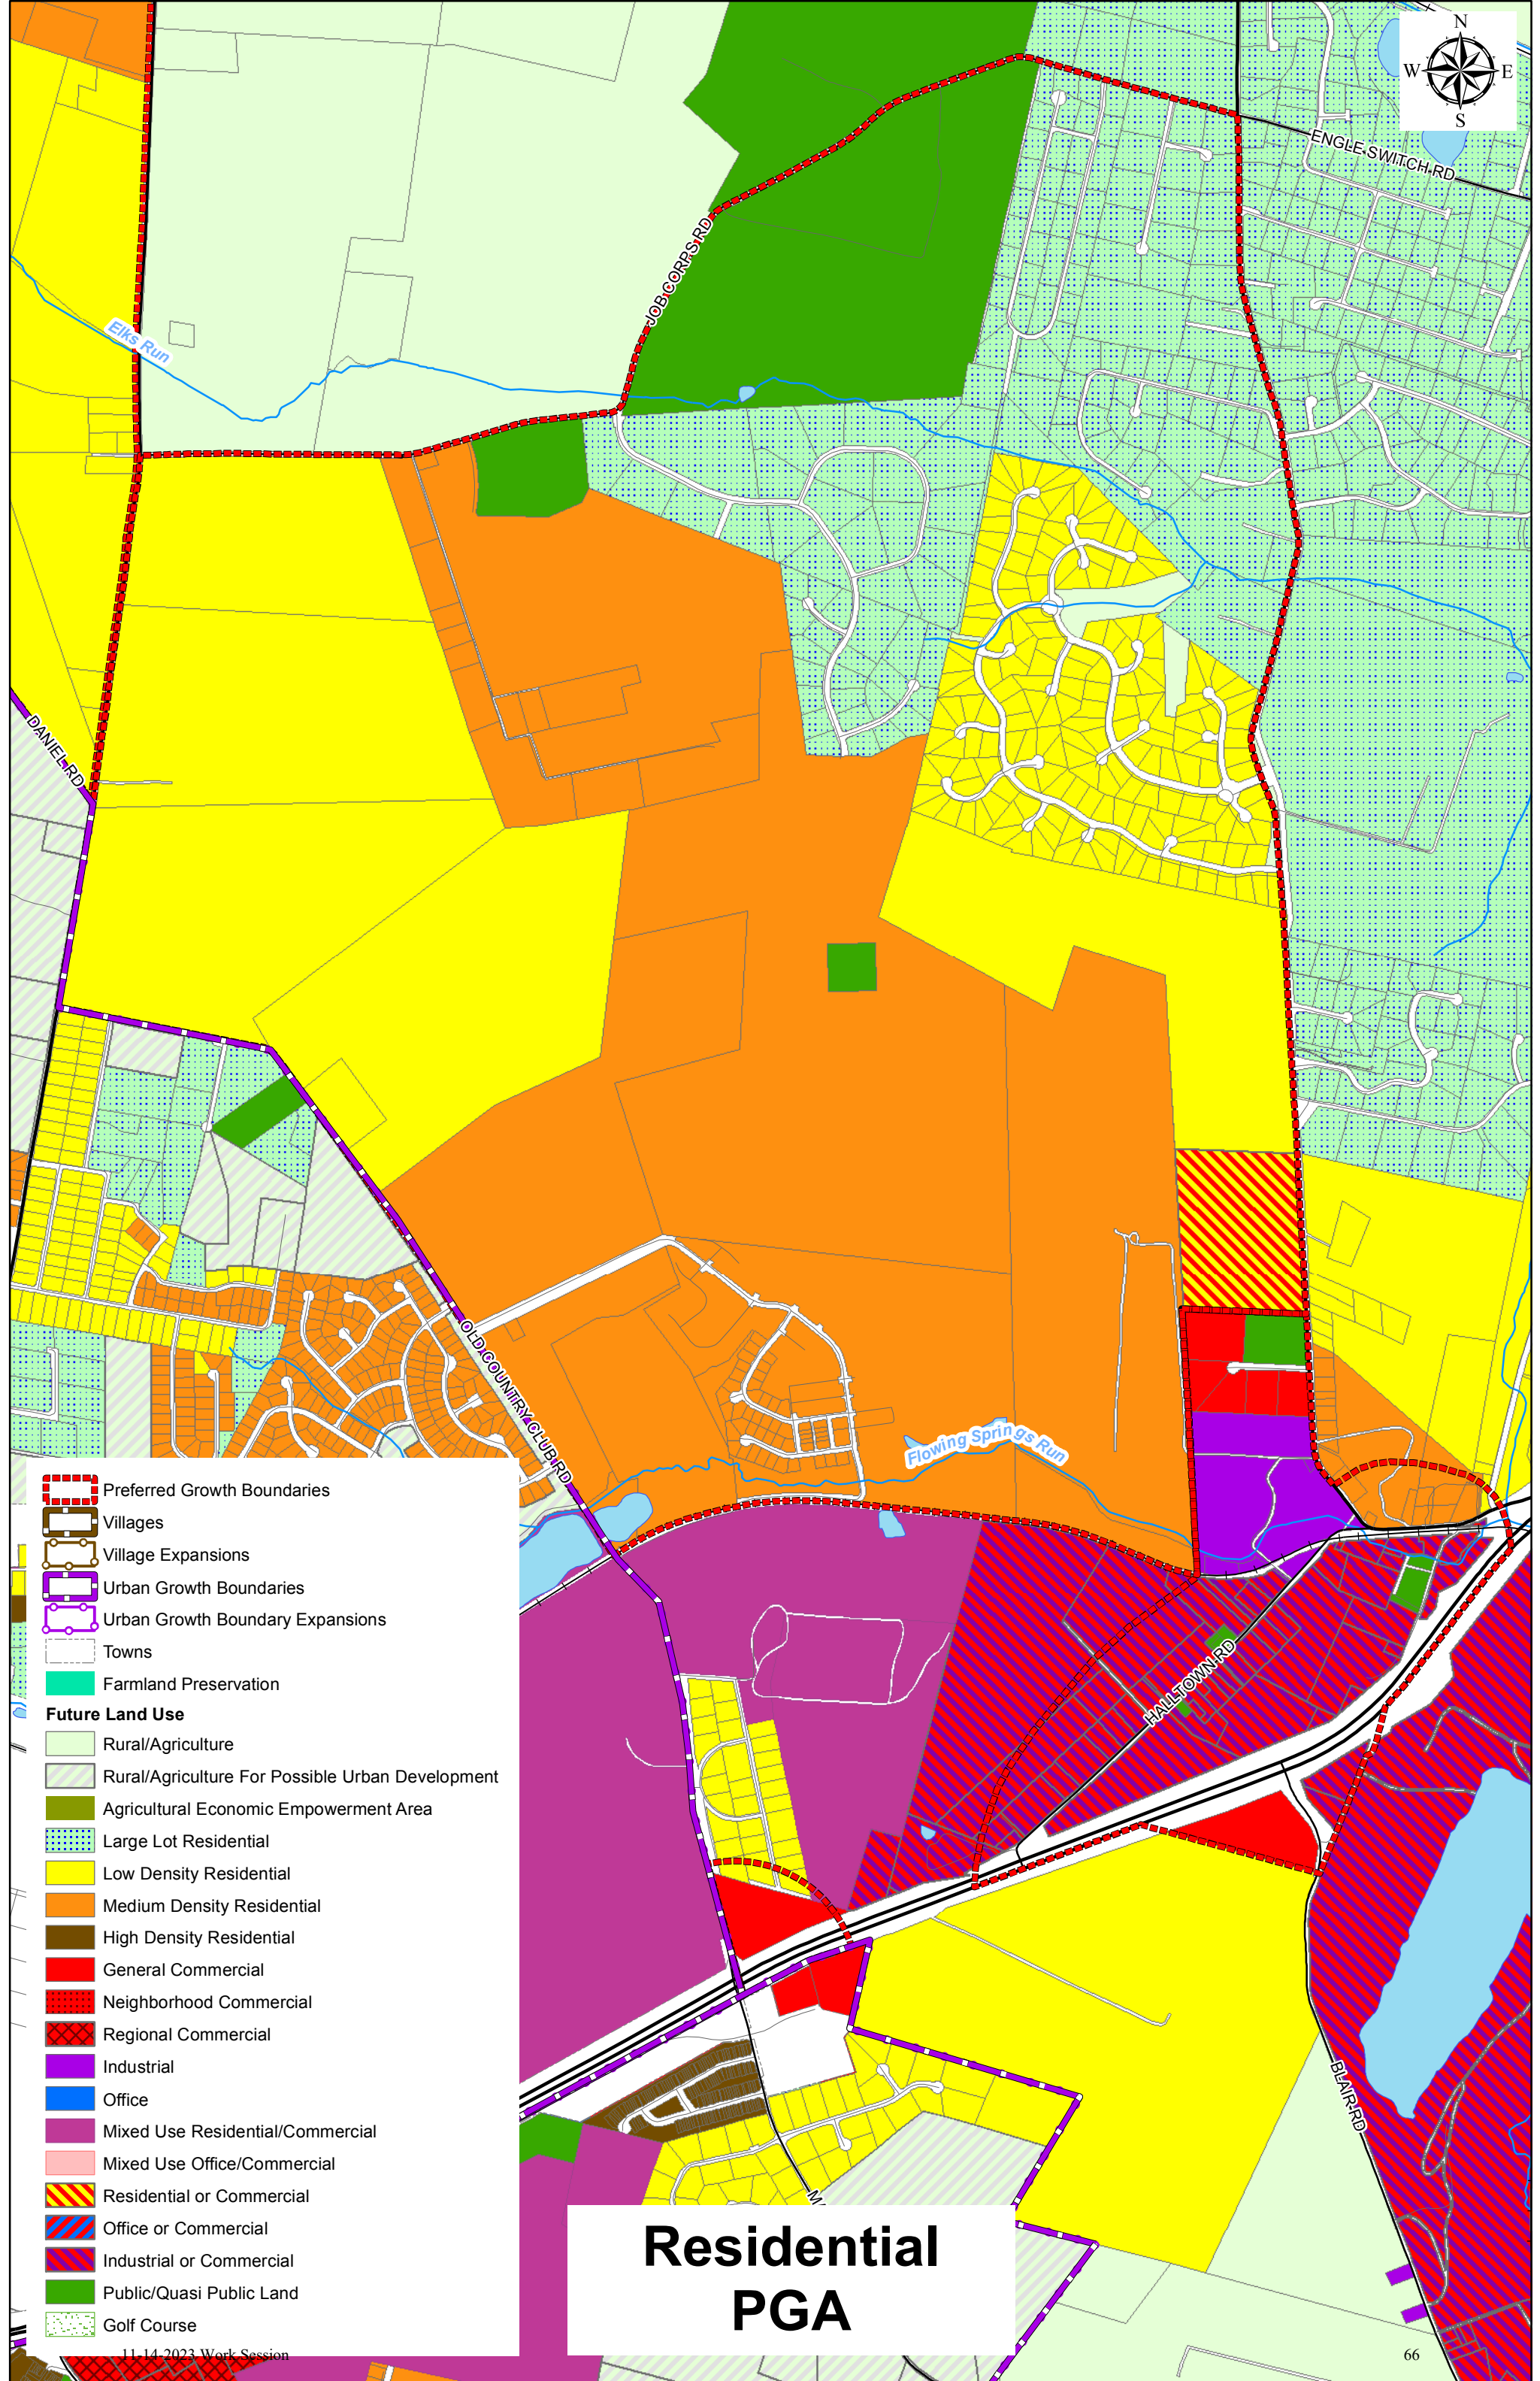 N
W E
S
ENGLE SWITCH RD
JOB CORPS RD
Elks Run
DANIEL RD
OLD COUNTRY CLUB RD
Flowing Springs Run
HALLTOWN RD
BLAIR RD
Preferred Growth Boundaries
Villages
Village Expansions
Urban Growth Boundaries
Urban Growth Boundary Expansions
Towns
Farmland Preservation
Future Land Use
Rural/Agriculture
Rural/Agriculture For Possible Urban Development
Agricultural Economic Empowerment Area
Large Lot Residential
Low Density Residential
Medium Density Residential
High Density Residential
General Commercial
Neighborhood Commercial
Regional Commercial
Industrial
Office
Mixed Use Residential/Commercial
Mixed Use Office/Commercial
Residential or Commercial
Office or Commercial
Industrial or Commercial
Public/Quasi Public Land
Golf Course
Residential
PGA
11-14-2023 Work Session
66